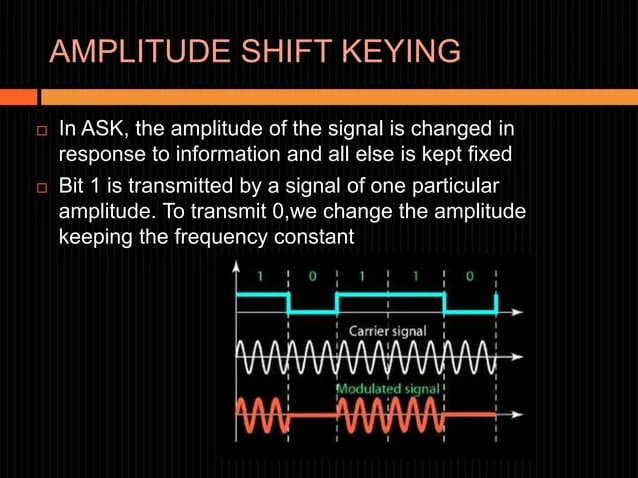 AMPLITUDE SHIFT KEYING
In ASK, the amplitude of the signal is changed in
response to information and all else is kept fixed
Bit 1 is transmitted by a signal of one particular
amplitude. To transmit 0,we change the amplitude
keeping the frequency constant
1 0 1 1 0
Carrier signal
Modulated signal